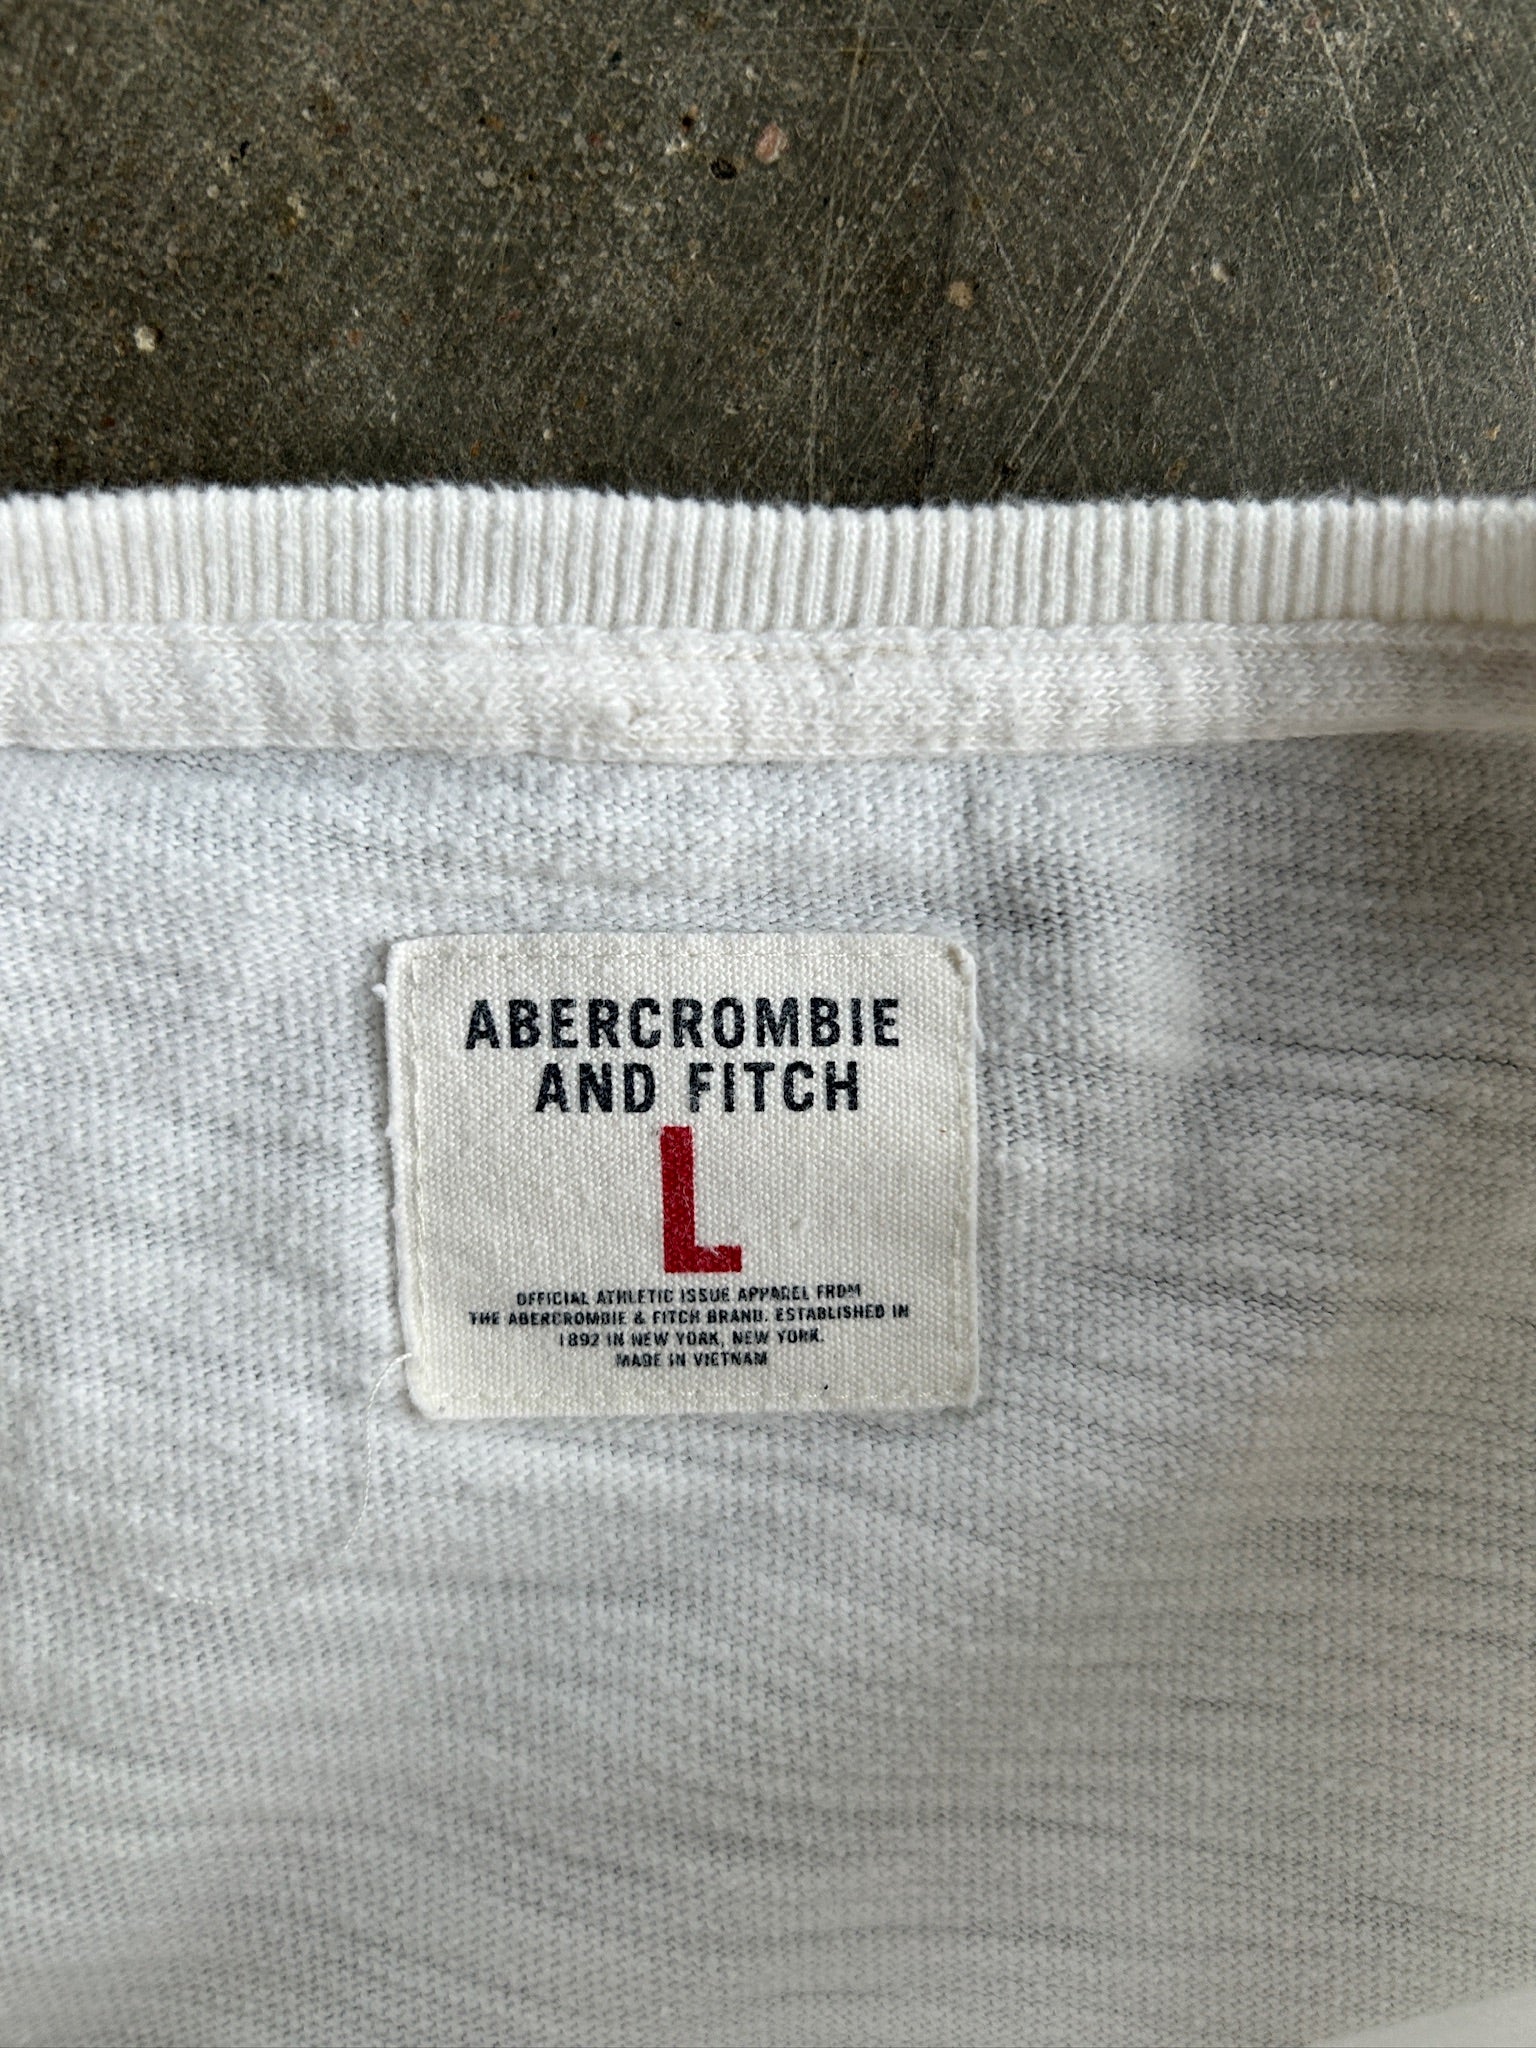 ABERCROMBIE
AND FITCH
L
OFFICIAL ATHLETIC ISSUE APPAREL FROM
THE ABERCROMBIE & FITCH BRAND. ESTABLISHED IN
1892 IN NEW YORK, NEW YORK.
MADE IN VIETNAM